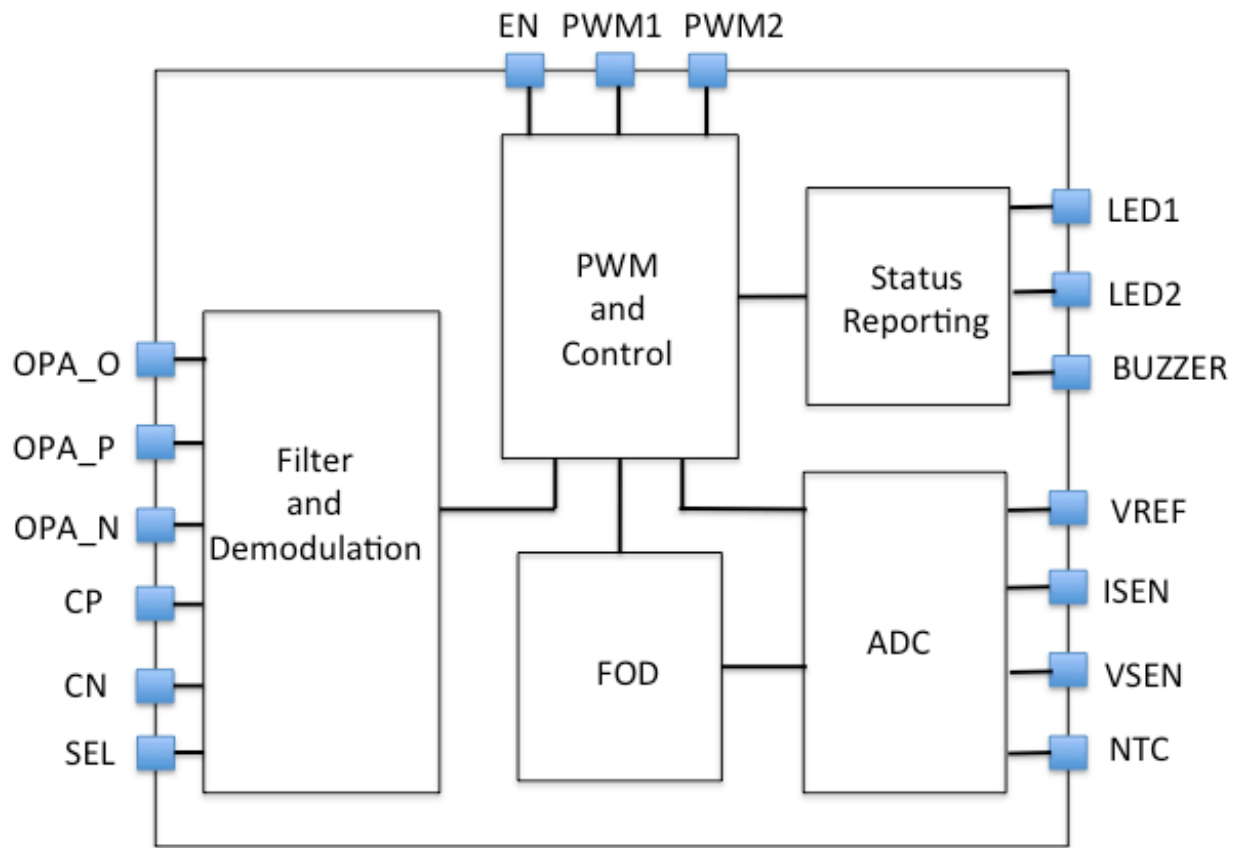 EN
PWM1
PWM2
PWM
and
Control
Status
Reporting
LED1
LED2
BUZZER
OPA_O
OPA_P
OPA_N
CP
CN
SEL
Filter
and
Demodulation
FOD
ADC
VREF
ISEN
VSEN
NTC